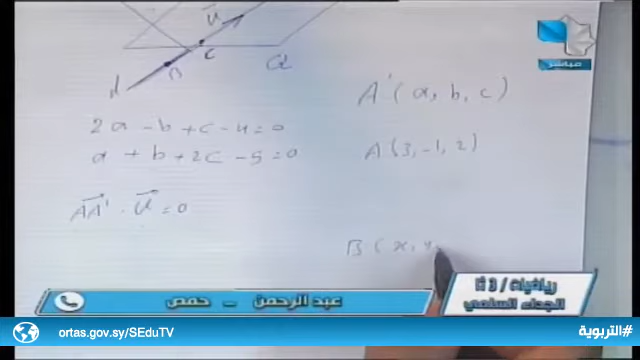 u
C
B
d
A'(a, b, c)
2a - b + c - 4 = 0
a + b + 2c - 5 = 0
A(3, -1, 2)
AA' · u = 0
B(x, y,
مباشر
رياضيات / 3 ثا
الجداء السلمي
عبد الرحمن - حمص
ortas.gov.sy/SEduTV
#التربوية